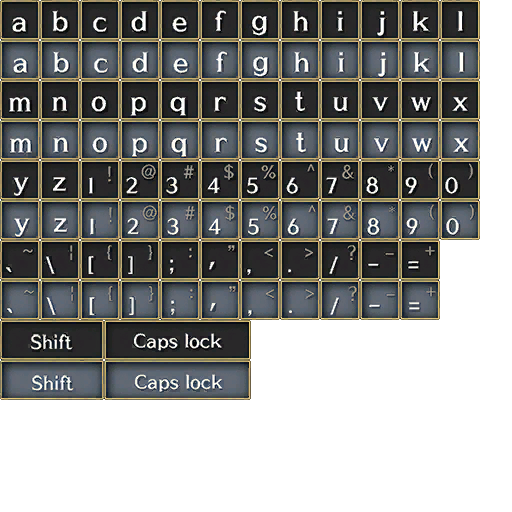 a b c d e f g h i j k l
a b c d e f g h i j k l
m n o p q r s t u v w x
m n o p q r s t u v w x
y z 1 ! 2 @ 3 # 4 $ 5 % 6 ^ 7 & 8 * 9 ( 0 )
y z 1 ! 2 @ 3 # 4 $ 5 % 6 ^ 7 & 8 * 9 ( 0 )
` ~ \ ¦ [ { ] } ; : ′ ” , < . > / ? - _ = +
` ~ \ ¦ [ { ] } ; : ′ ” , < . > / ? - _ = +
Shift Caps lock
Shift Caps lock